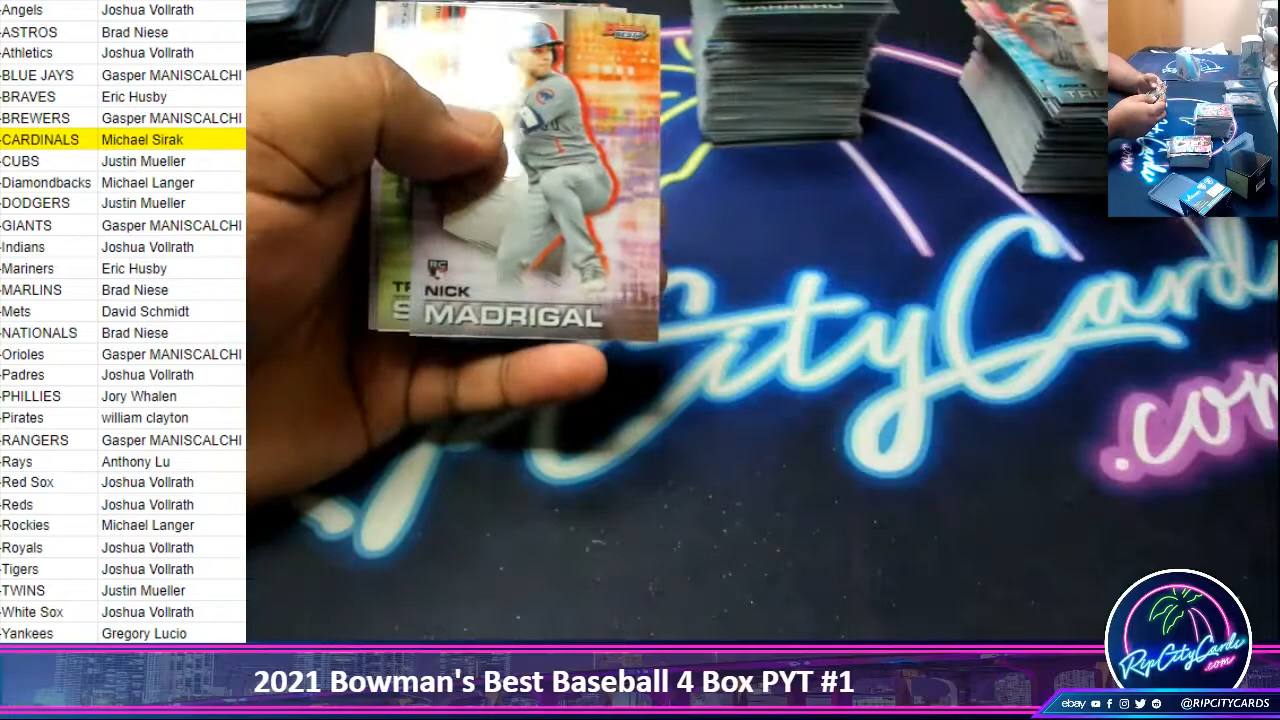 -Angels Joshua Vollrath
-ASTROS Brad Niese
-Athletics Joshua Vollrath
-BLUE JAYS Gasper MANISCALCHI
-BRAVES Eric Husby
-BREWERS Gasper MANISCALCHI
-CARDINALS Michael Sirak
-CUBS Justin Mueller
-Diamondbacks Michael Langer
-DODGERS Justin Mueller
-GIANTS Gasper MANISCALCHI
-Indians Joshua Vollrath
-Mariners Eric Husby
-MARLINS Brad Niese
-Mets David Schmidt
-NATIONALS Brad Niese
-Orioles Gasper MANISCALCHI
-Padres Joshua Vollrath
-PHILLIES Jory Whalen
-Pirates william clayton
-RANGERS Gasper MANISCALCHI
-Rays Anthony Lu
-Red Sox Joshua Vollrath
-Reds Joshua Vollrath
-Rockies Michael Langer
-Royals Joshua Vollrath
-Tigers Joshua Vollrath
-TWINS Justin Mueller
-White Sox Joshua Vollrath
-Yankees Gregory Lucio
RC
NICK
MADRIGAL
CityCards
.com
RipCityCards
.com
2021 Bowman's Best Baseball 4 Box PYT #1
ebay @RIPCITYCARDS